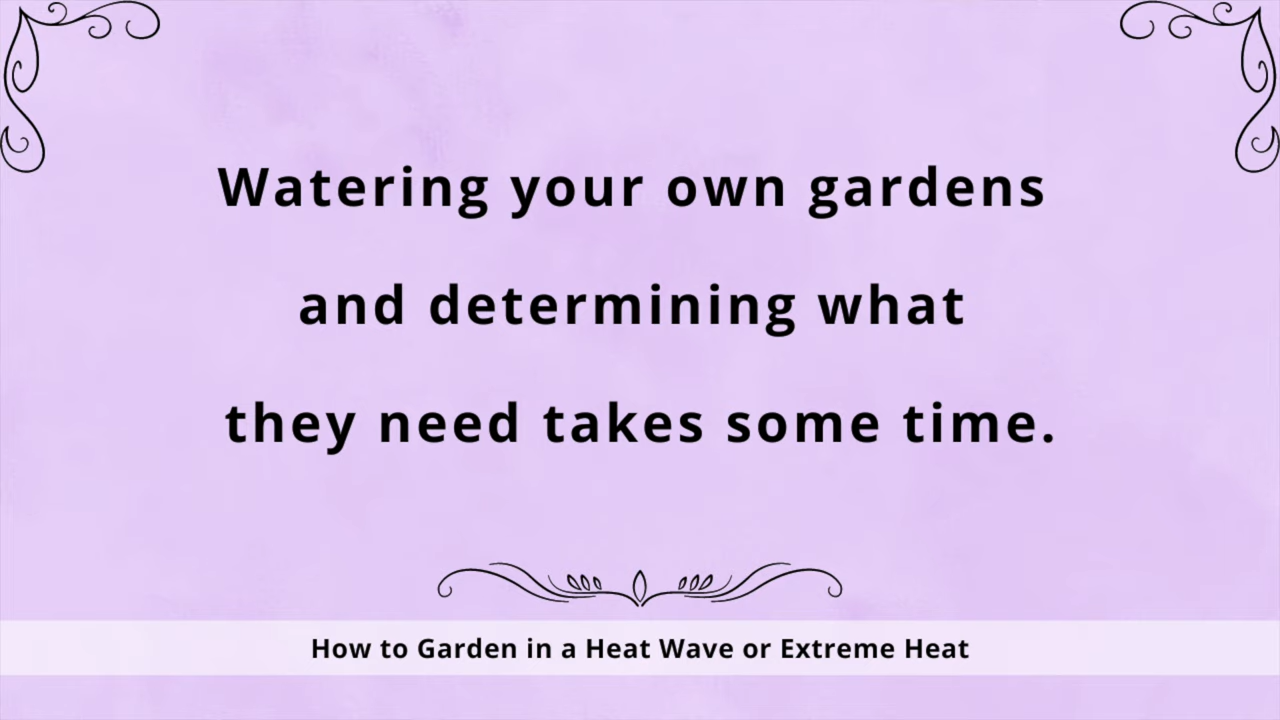 Watering your own gardens
and determining what
they need takes some time.
How to Garden in a Heat Wave or Extreme Heat